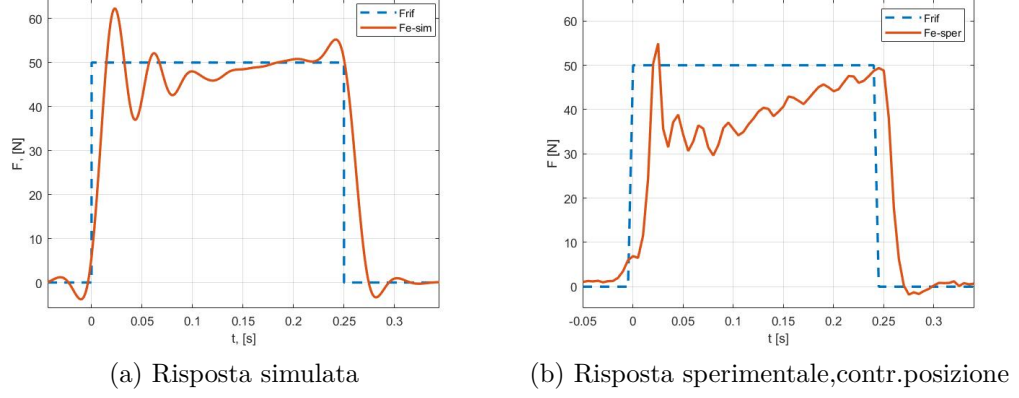 60
50
40
30
20
10
0
F, [N]
Frif
Fe-sim
0
0.05
0.1
0.15
0.2
0.25
0.3
t, [s]
(a) Risposta simulata
60
50
40
30
20
10
0
F [N]
Frif
Fe-sper
-0.05
0
0.05
0.1
0.15
0.2
0.25
0.3
t [s]
(b) Risposta sperimentale,contr.posizione